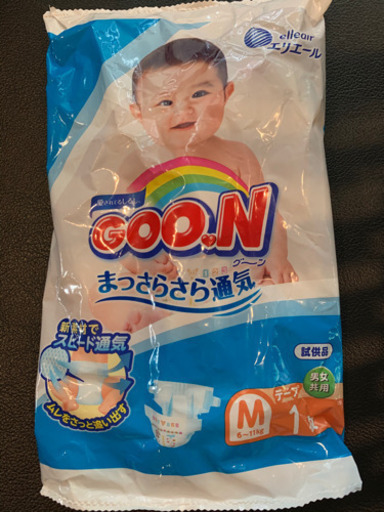 elleair
エリエール
GOO.N
グ〜ン
まっさらさら通気
新素材で
スピード通気
ムレをさっと追い出す
試供品
男女
共用
テープ
M
6〜11kg
1